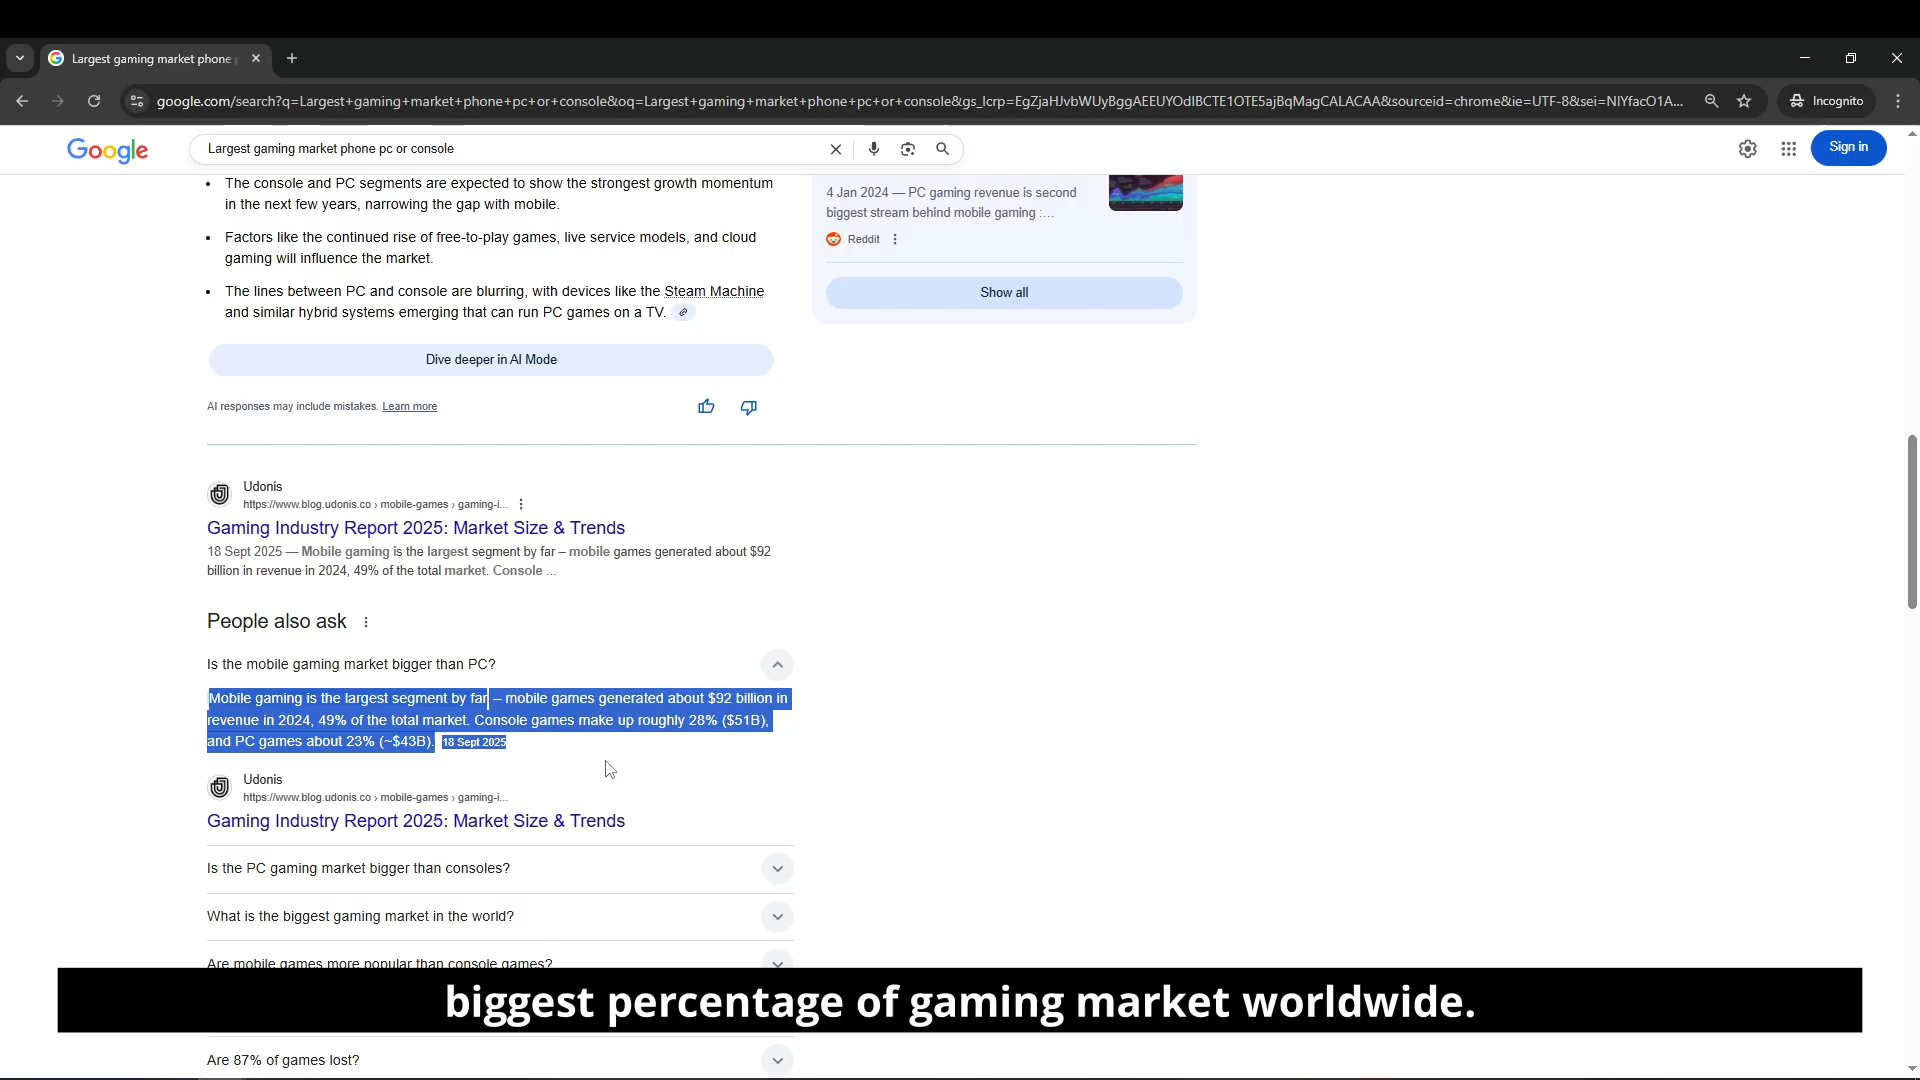 Largest gaming market phone
google.com/search?q=Largest+gaming+market+phone+pc+or+console&oq=Largest+gaming+market+phone+pc+or+console&gs_lcrp=EgZjaHJvbWUyBggAEEUYOdIBCTE1OTE5ajBqMagCALACAA&sourceid=chrome&ie=UTF-8&sei=NIYfacO1A...
Incognito
Google
Largest gaming market phone pc or console
Sign in
• The console and PC segments are expected to show the strongest growth momentum
in the next few years, narrowing the gap with mobile.
• Factors like the continued rise of free-to-play games, live service models, and cloud
gaming will influence the market.
• The lines between PC and console are blurring, with devices like the Steam Machine
and similar hybrid systems emerging that can run PC games on a TV.
Dive deeper in AI Mode
AI responses may include mistakes. Learn more
4 Jan 2024 — PC gaming revenue is second
biggest stream behind mobile gaming :...
Reddit
Show all
Udonis
https://www.blog.udonis.co › mobile-games › gaming-i...
Gaming Industry Report 2025: Market Size & Trends
18 Sept 2025 — Mobile gaming is the largest segment by far – mobile games generated about $92
billion in revenue in 2024, 49% of the total market. Console ...
People also ask
Is the mobile gaming market bigger than PC?
Mobile gaming is the largest segment by far – mobile games generated about $92 billion in
revenue in 2024, 49% of the total market. Console games make up roughly 28% ($51B),
and PC games about 23% (~$43B). 18 Sept 2025
Udonis
https://www.blog.udonis.co › mobile-games › gaming-i...
Gaming Industry Report 2025: Market Size & Trends
Is the PC gaming market bigger than consoles?
What is the biggest gaming market in the world?
Are mobile games more popular than console games?
biggest percentage of gaming market worldwide.
Are 87% of games lost?